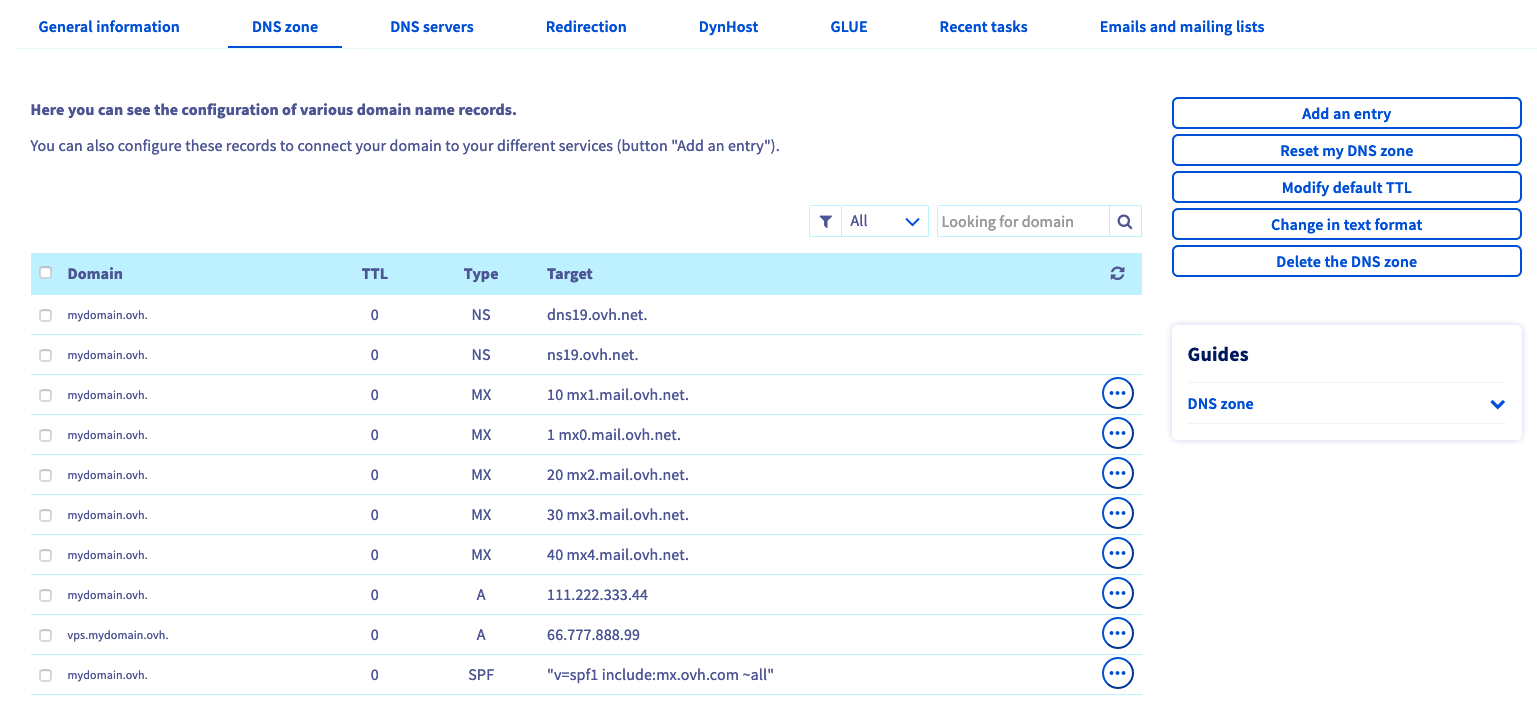 General information DNS zone DNS servers Redirection DynHost GLUE Recent tasks Emails and mailing lists
Here you can see the configuration of various domain name records.
You can also configure these records to connect your domain to your different services (button "Add an entry").
Add an entry
Reset my DNS zone
Modify default TTL
Change in text format
Delete the DNS zone
All Looking for domain
Domain TTL Type Target
mydomain.ovh. 0 NS dns19.ovh.net.
mydomain.ovh. 0 NS ns19.ovh.net.
mydomain.ovh. 0 MX 10 mx1.mail.ovh.net.
mydomain.ovh. 0 MX 1 mx0.mail.ovh.net.
mydomain.ovh. 0 MX 20 mx2.mail.ovh.net.
mydomain.ovh. 0 MX 30 mx3.mail.ovh.net.
mydomain.ovh. 0 MX 40 mx4.mail.ovh.net.
mydomain.ovh. 0 A 111.222.333.44
vps.mydomain.ovh. 0 A 66.777.888.99
mydomain.ovh. 0 SPF "v=spf1 include:mx.ovh.com ~all"
Guides
DNS zone